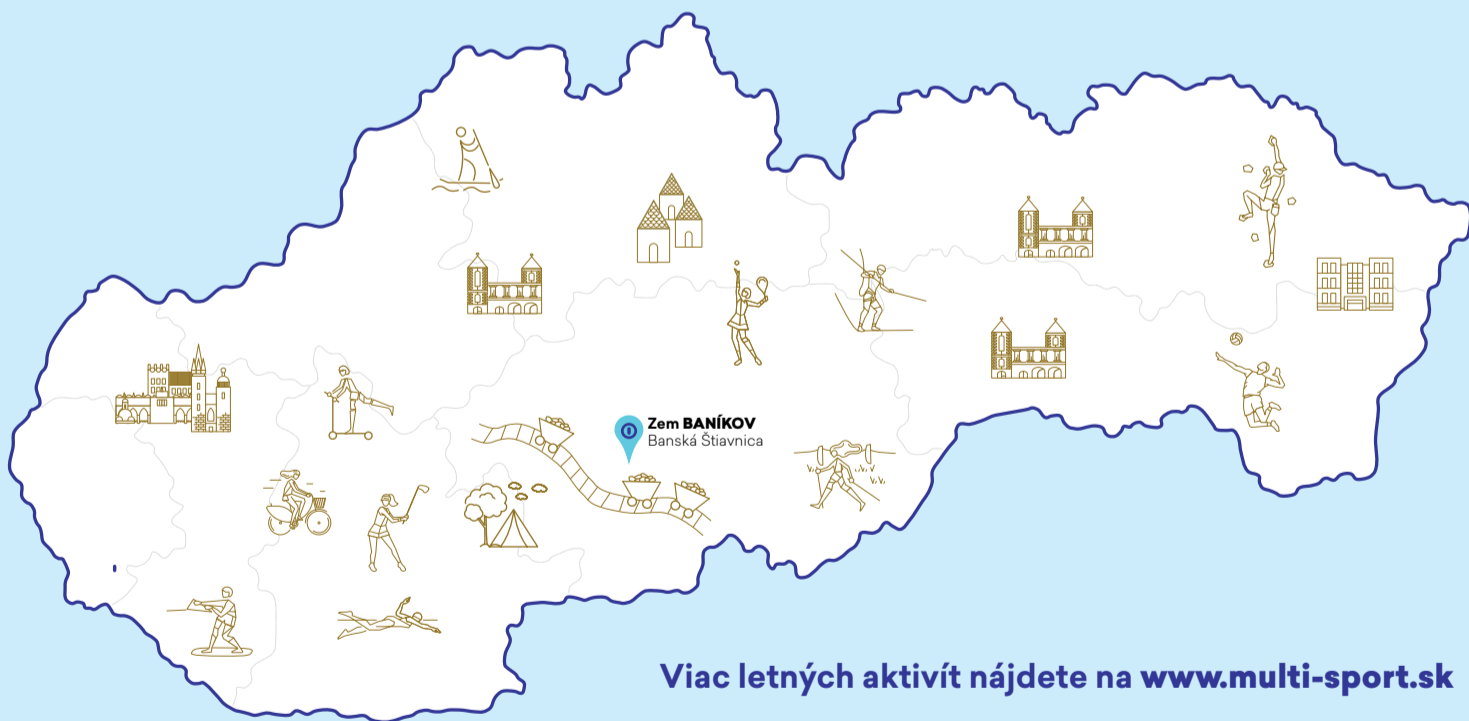 Zem BANÍKOV
Banská Štiavnica
Viac letných aktivít nájdete na www.multi-sport.sk